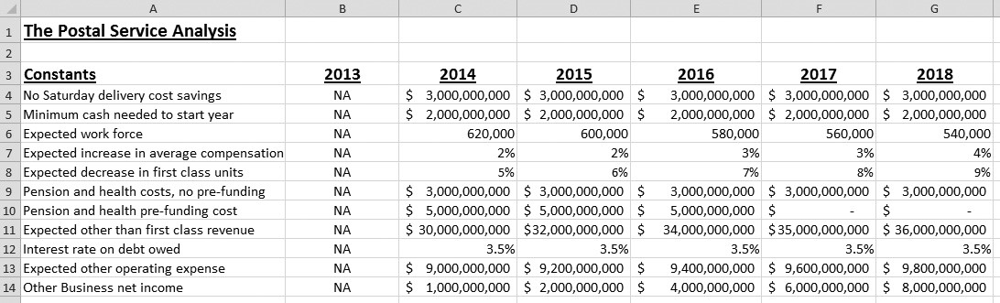 A B C D E F G
1 The Postal Service Analysis
2
3 Constants 2013 2014 2015 2016 2017 2018
4 No Saturday delivery cost savings NA $ 3,000,000,000 $ 3,000,000,000 $ 3,000,000,000 $ 3,000,000,000 $ 3,000,000,000
5 Minimum cash needed to start year NA $ 2,000,000,000 $ 2,000,000,000 $ 2,000,000,000 $ 2,000,000,000 $ 2,000,000,000
6 Expected work force NA 620,000 600,000 580,000 560,000 540,000
7 Expected increase in average compensation NA 2% 2% 3% 3% 4%
8 Expected decrease in first class units NA 5% 6% 7% 8% 9%
9 Pension and health costs, no pre-funding NA $ 3,000,000,000 $ 3,000,000,000 $ 3,000,000,000 $ 3,000,000,000 $ 3,000,000,000
10 Pension and health pre-funding cost NA $ 5,000,000,000 $ 5,000,000,000 $ 5,000,000,000 $ - $ -
11 Expected other than first class revenue NA $ 30,000,000,000 $32,000,000,000 $ 34,000,000,000 $35,000,000,000 $ 36,000,000,000
12 Interest rate on debt owed NA 3.5% 3.5% 3.5% 3.5% 3.5%
13 Expected other operating expense NA $ 9,000,000,000 $ 9,200,000,000 $ 9,400,000,000 $ 9,600,000,000 $ 9,800,000,000
14 Other Business net income NA $ 1,000,000,000 $ 2,000,000,000 $ 4,000,000,000 $ 6,000,000,000 $ 8,000,000,000